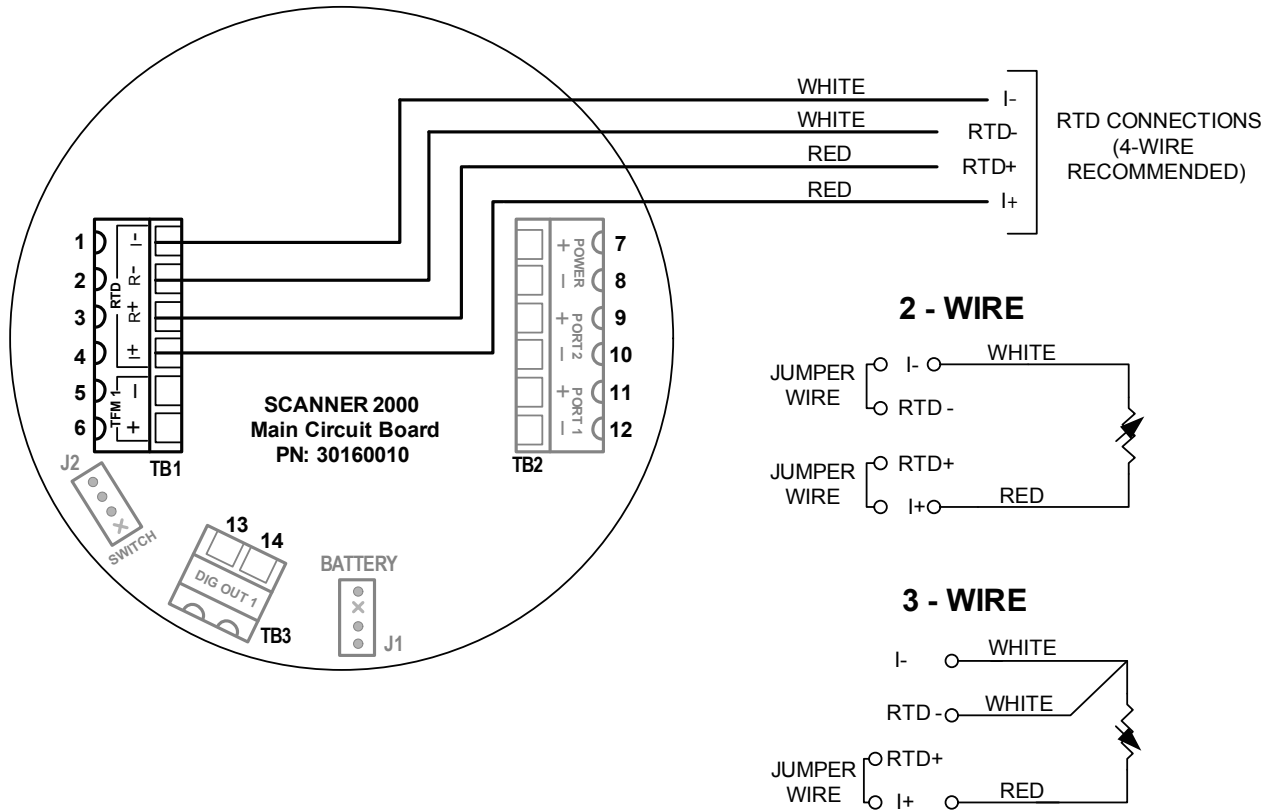 WHITE
I-
WHITE
RTD-
RED
RTD+
RED
I+
RTD CONNECTIONS
(4-WIRE
RECOMMENDED)
1
2
3
4
5
6
I-
R-
R+
I+
RTD
–
+
TFM 1
TB1
SCANNER 2000
Main Circuit Board
PN: 30160010
+
–
POWER
+
–
PORT 2
+
–
PORT 1
7
8
9
10
11
12
TB2
J2
SWITCH
13
14
DIG OUT 1
TB3
BATTERY
J1
2 - WIRE
JUMPER
WIRE
I-
WHITE
RTD -
JUMPER
WIRE
RTD+
I+
RED
3 - WIRE
I-
WHITE
RTD -
WHITE
JUMPER
WIRE
RTD+
I+
RED